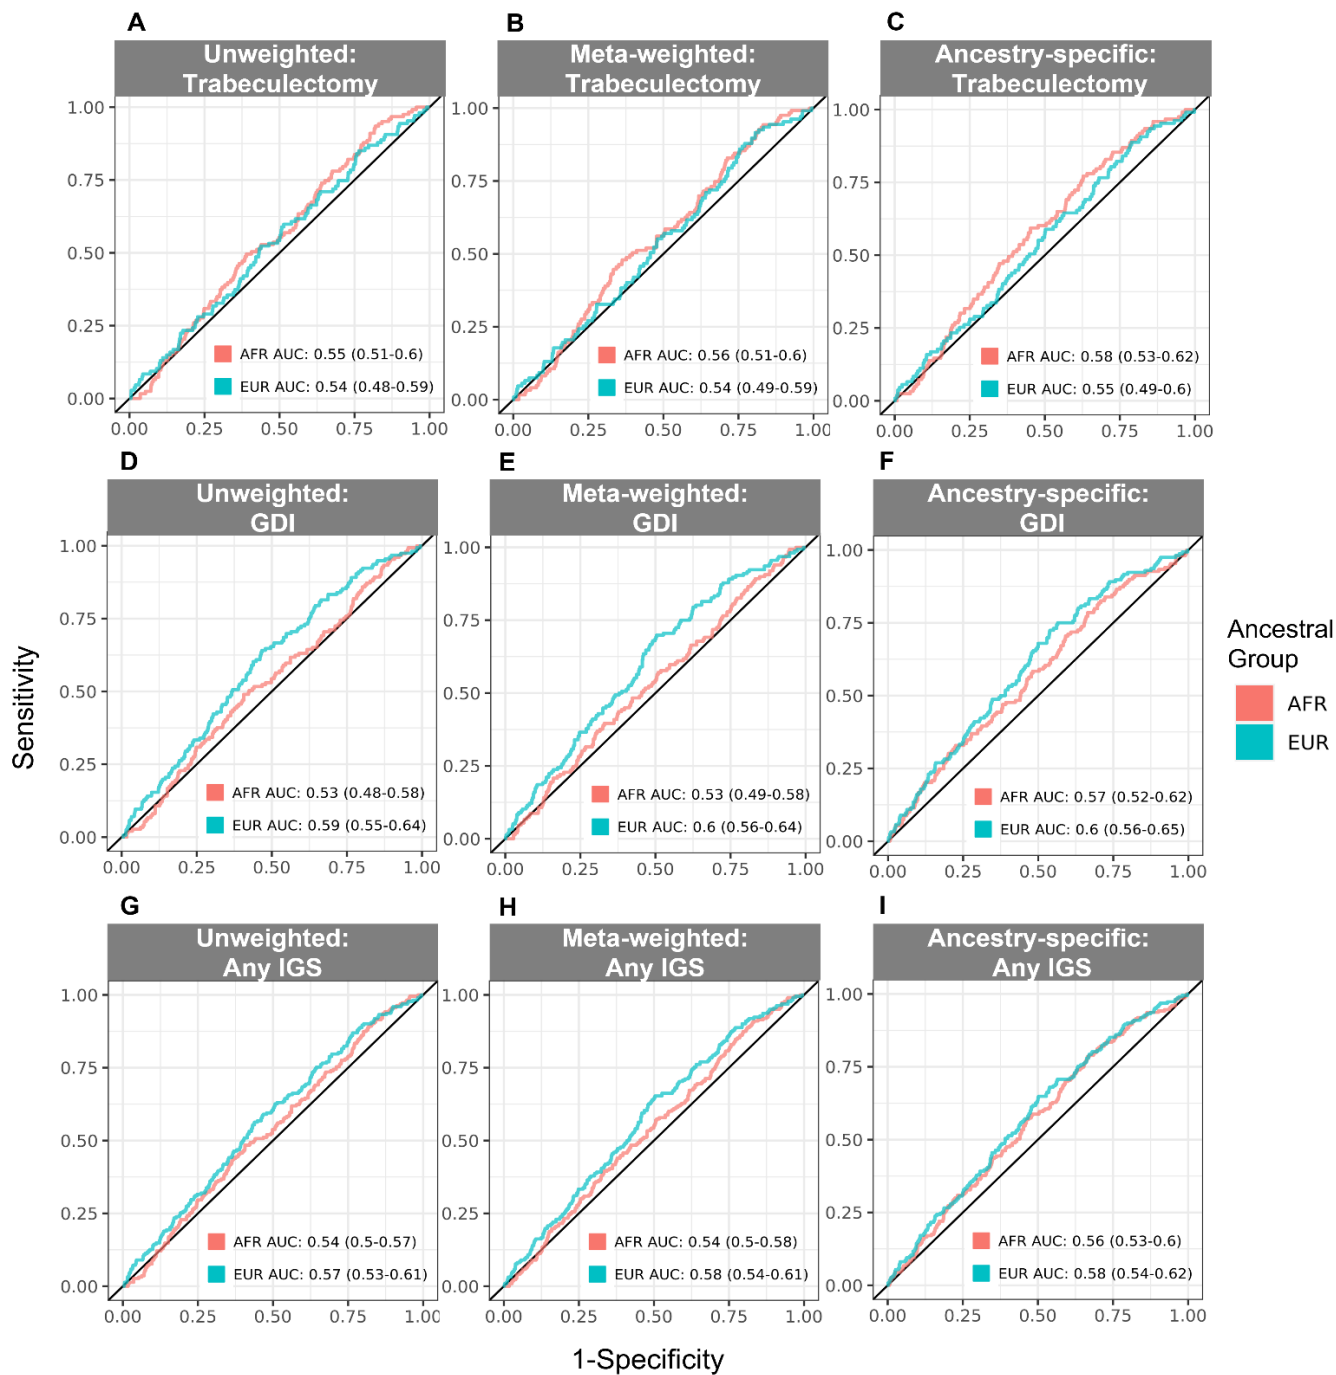 A
Unweighted:
Trabeculectomy
1.00
0.75
0.50
0.25
0.00
AFR AUC: 0.55 (0.51-0.6)
EUR AUC: 0.54 (0.48-0.59)
0.00 0.25 0.50 0.75 1.00
B
Meta-weighted:
Trabeculectomy
1.00
0.75
0.50
0.25
0.00
AFR AUC: 0.56 (0.51-0.6)
EUR AUC: 0.54 (0.49-0.59)
0.00 0.25 0.50 0.75 1.00
C
Ancestry-specific:
Trabeculectomy
1.00
0.75
0.50
0.25
0.00
AFR AUC: 0.58 (0.53-0.62)
EUR AUC: 0.55 (0.49-0.6)
0.00 0.25 0.50 0.75 1.00
D
Unweighted:
GDI
1.00
0.75
0.50
0.25
0.00
AFR AUC: 0.53 (0.48-0.58)
EUR AUC: 0.59 (0.55-0.64)
0.00 0.25 0.50 0.75 1.00
E
Meta-weighted:
GDI
1.00
0.75
0.50
0.25
0.00
AFR AUC: 0.53 (0.49-0.58)
EUR AUC: 0.6 (0.56-0.64)
0.00 0.25 0.50 0.75 1.00
F
Ancestry-specific:
GDI
1.00
0.75
0.50
0.25
0.00
AFR AUC: 0.57 (0.52-0.62)
EUR AUC: 0.6 (0.56-0.65)
0.00 0.25 0.50 0.75 1.00
G
Unweighted:
Any IGS
1.00
0.75
0.50
0.25
0.00
AFR AUC: 0.54 (0.5-0.57)
EUR AUC: 0.57 (0.53-0.61)
0.00 0.25 0.50 0.75 1.00
H
Meta-weighted:
Any IGS
1.00
0.75
0.50
0.25
0.00
AFR AUC: 0.54 (0.5-0.58)
EUR AUC: 0.58 (0.54-0.61)
0.00 0.25 0.50 0.75 1.00
I
Ancestry-specific:
Any IGS
1.00
0.75
0.50
0.25
0.00
AFR AUC: 0.56 (0.53-0.6)
EUR AUC: 0.58 (0.54-0.62)
0.00 0.25 0.50 0.75 1.00
Sensitivity
1-Specificity
Ancestral
Group
AFR
EUR